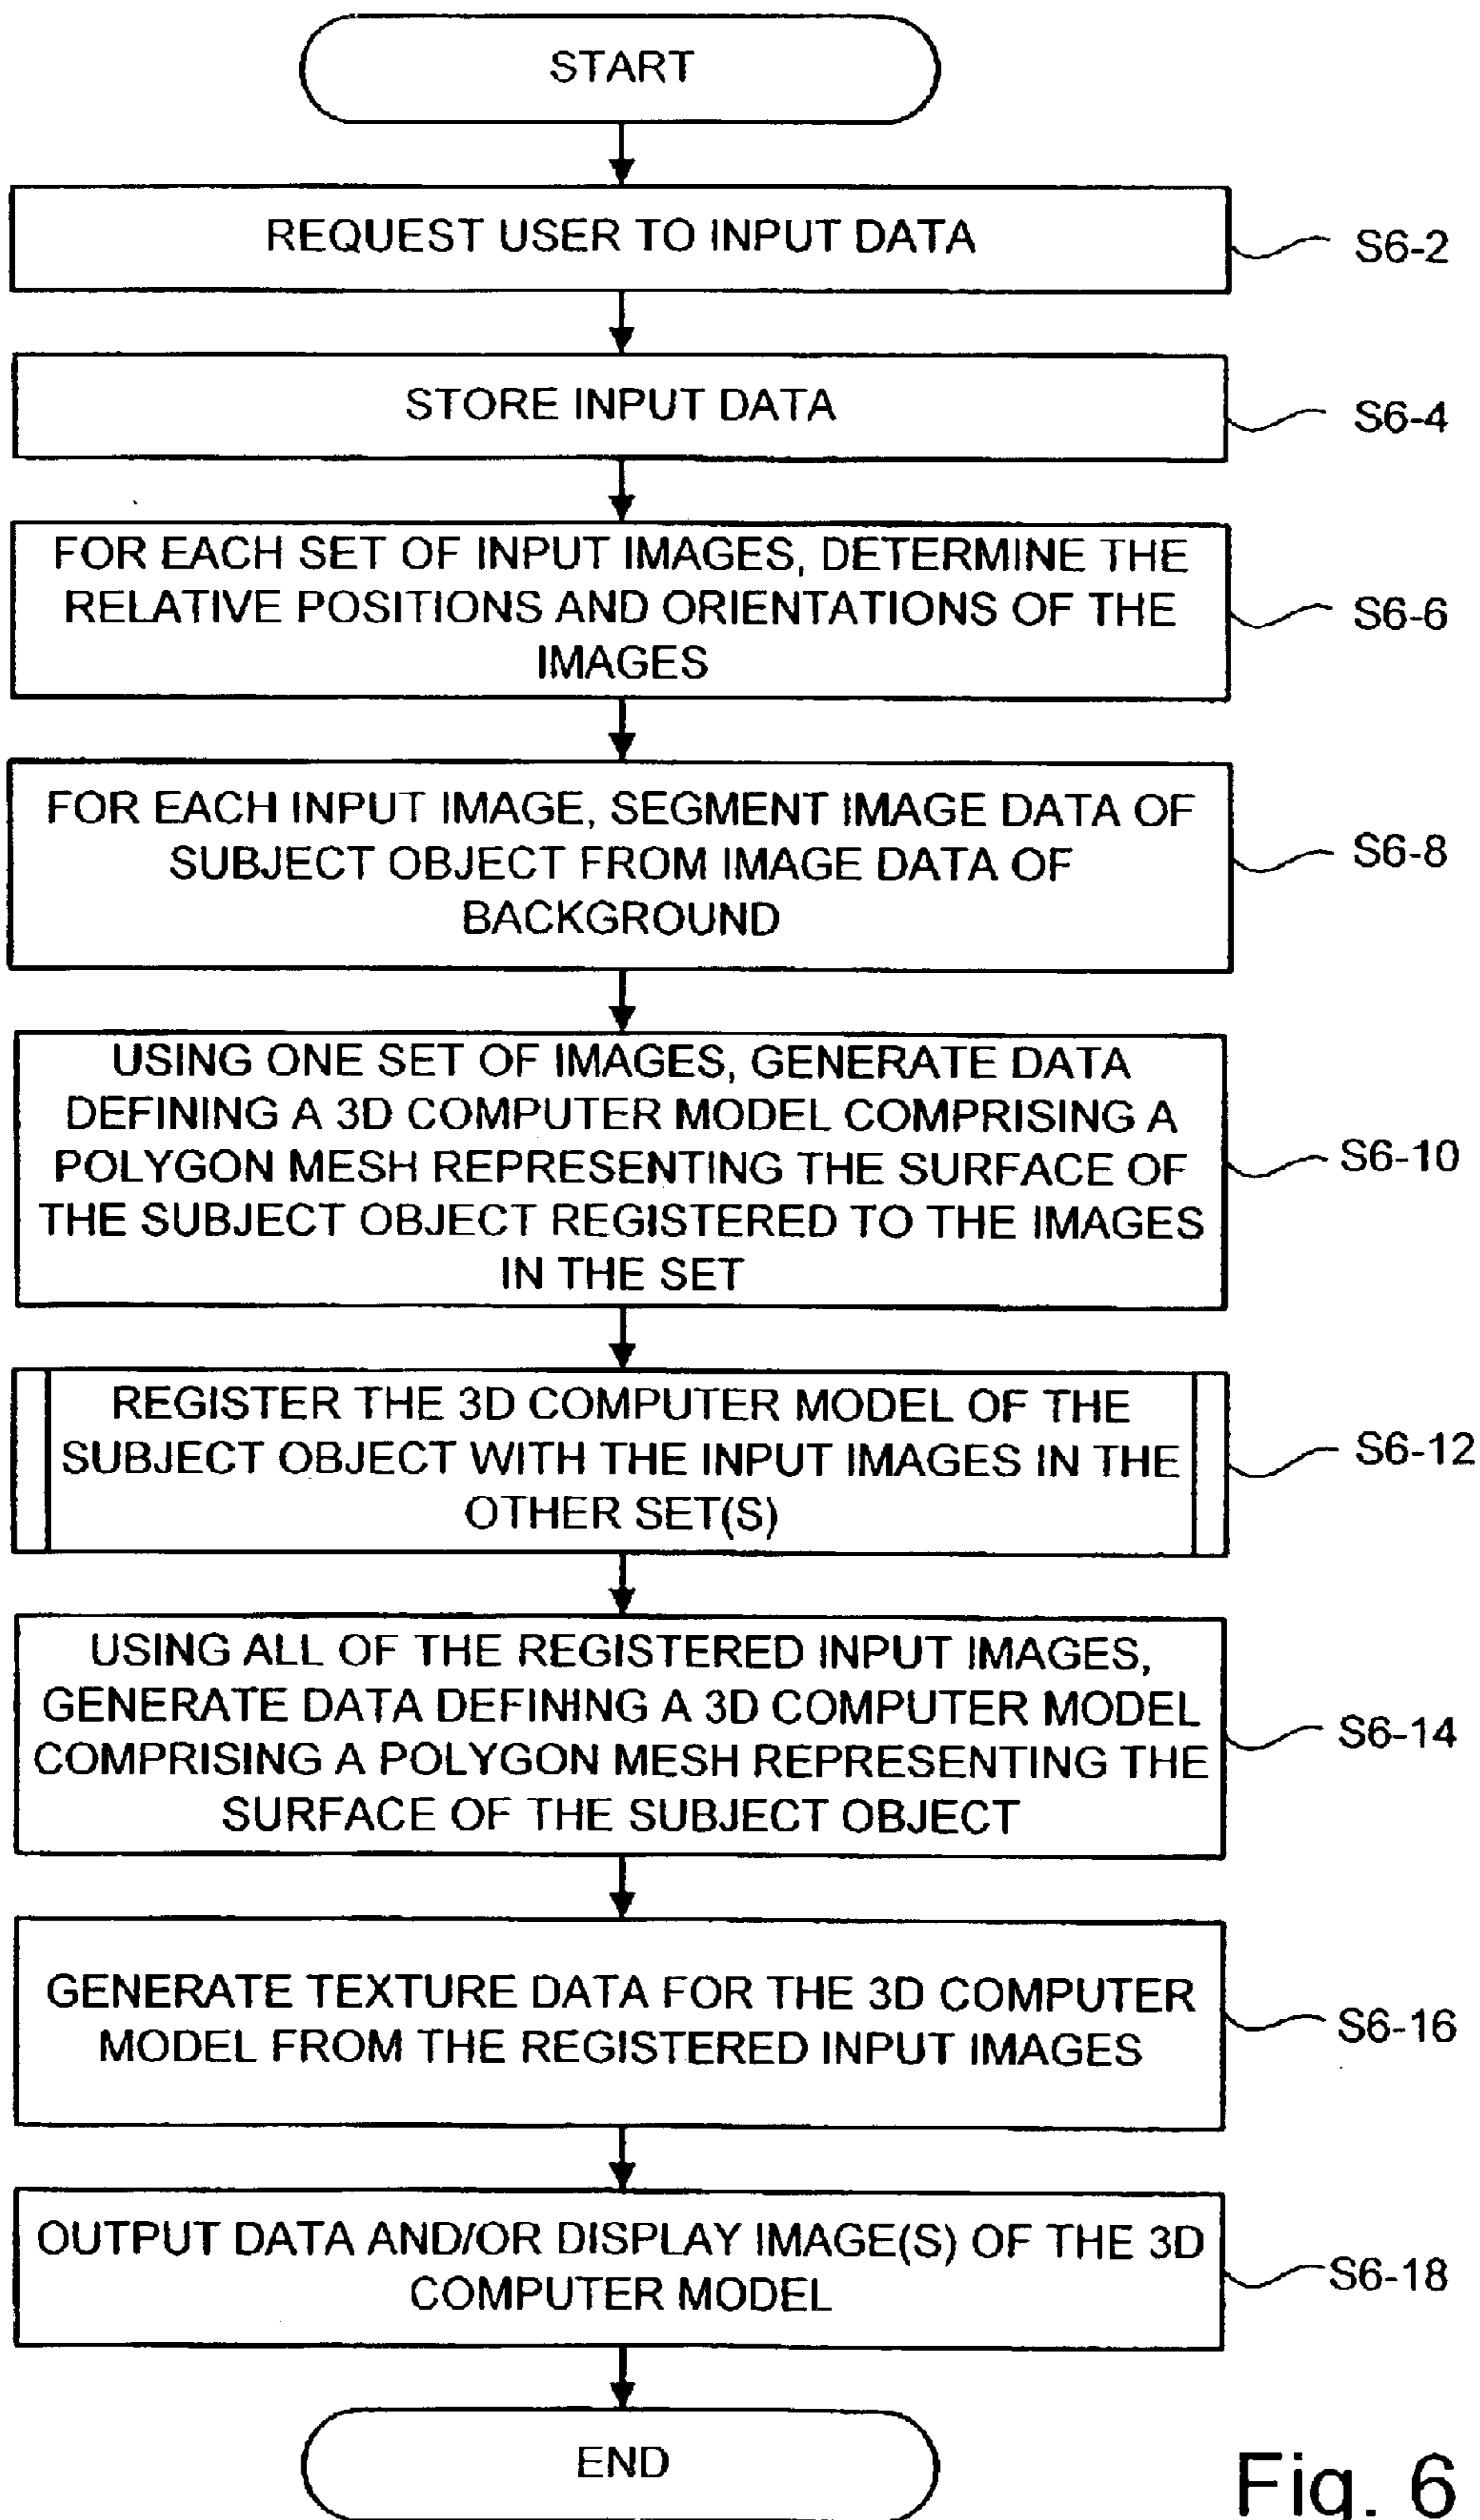 START
REQUEST USER TO INPUT DATA
S6-2
STORE INPUT DATA
S6-4
FOR EACH SET OF INPUT IMAGES, DETERMINE THE
RELATIVE POSITIONS AND ORIENTATIONS OF THE
IMAGES
S6-6
FOR EACH INPUT IMAGE, SEGMENT IMAGE DATA OF
SUBJECT OBJECT FROM IMAGE DATA OF
BACKGROUND
S6-8
USING ONE SET OF IMAGES, GENERATE DATA
DEFINING A 3D COMPUTER MODEL COMPRISING A
POLYGON MESH REPRESENTING THE SURFACE OF
THE SUBJECT OBJECT REGISTERED TO THE IMAGES
IN THE SET
S6-10
REGISTER THE 3D COMPUTER MODEL OF THE
SUBJECT OBJECT WITH THE INPUT IMAGES IN THE
OTHER SET(S)
S6-12
USING ALL OF THE REGISTERED INPUT IMAGES,
GENERATE DATA DEFINING A 3D COMPUTER MODEL
COMPRISING A POLYGON MESH REPRESENTING THE
SURFACE OF THE SUBJECT OBJECT
S6-14
GENERATE TEXTURE DATA FOR THE 3D COMPUTER
MODEL FROM THE REGISTERED INPUT IMAGES
S6-16
OUTPUT DATA AND/OR DISPLAY IMAGE(S) OF THE 3D
COMPUTER MODEL
S6-18
END
Fig. 6